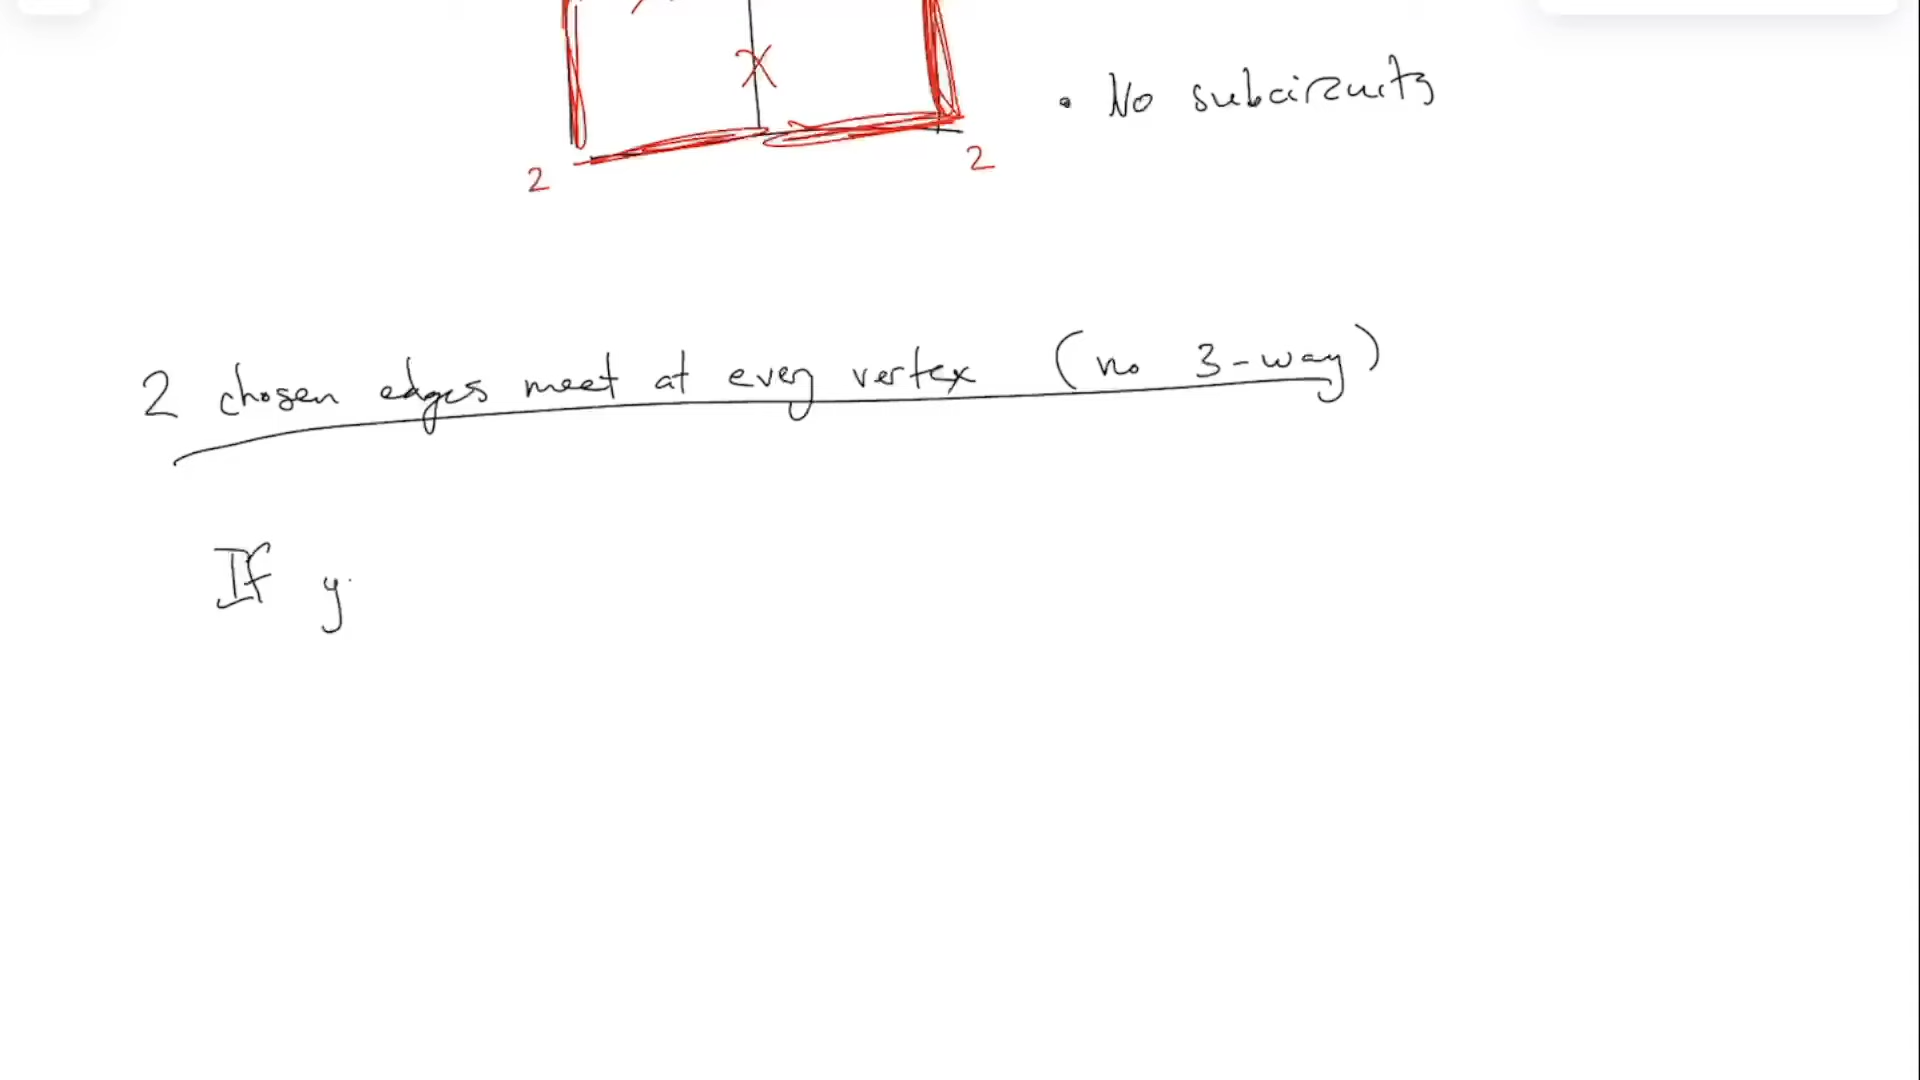 • No subcircuits
2
2
2 chosen edges meet at every vertex (no 3-way)
If y